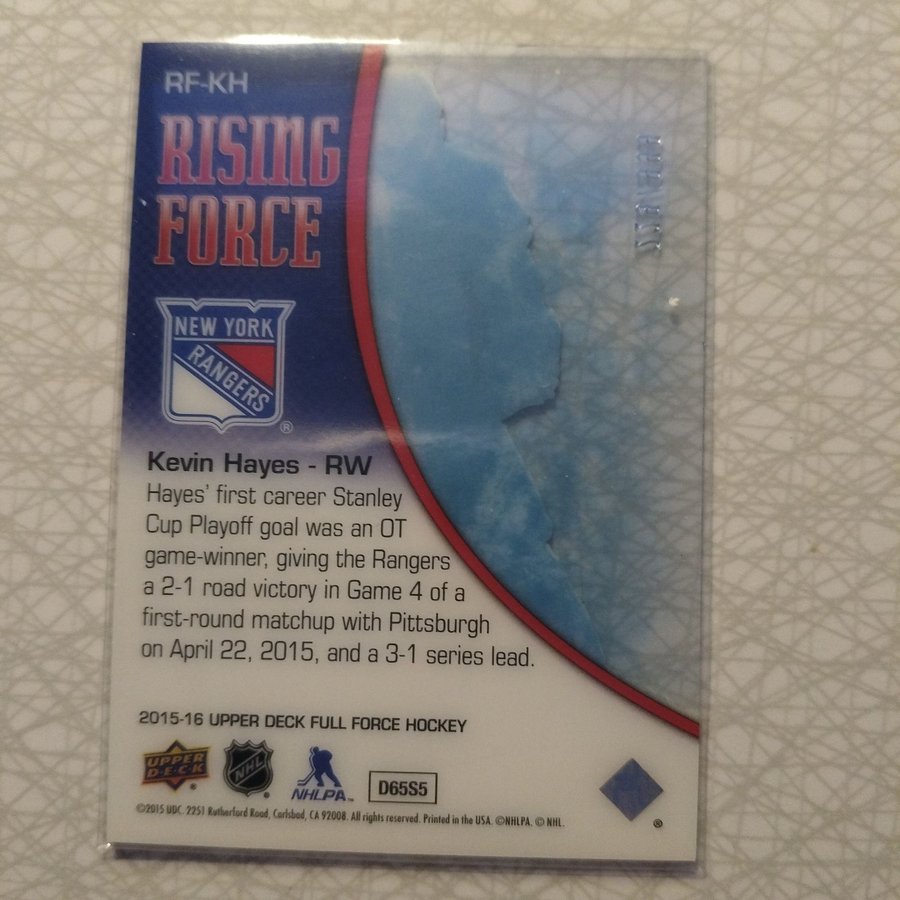 RF-KH
RISING
FORCE
NEW YORK
RANGERS
®
Kevin Hayes - RW
Hayes' first career Stanley
Cup Playoff goal was an OT
game-winner, giving the Rangers
a 2-1 road victory in Game 4 of a
first-round matchup with Pittsburgh
on April 22, 2015, and a 3-1 series lead.
2015-16 UPPER DECK FULL FORCE HOCKEY
UPPER DECK ® NHL ® NHLPA™ D65S5
®
©2015 UDC. 2251 Rutherford Road, Carlsbad, CA 92008. All rights reserved. Printed in the USA. ©NHLPA. © NHL.